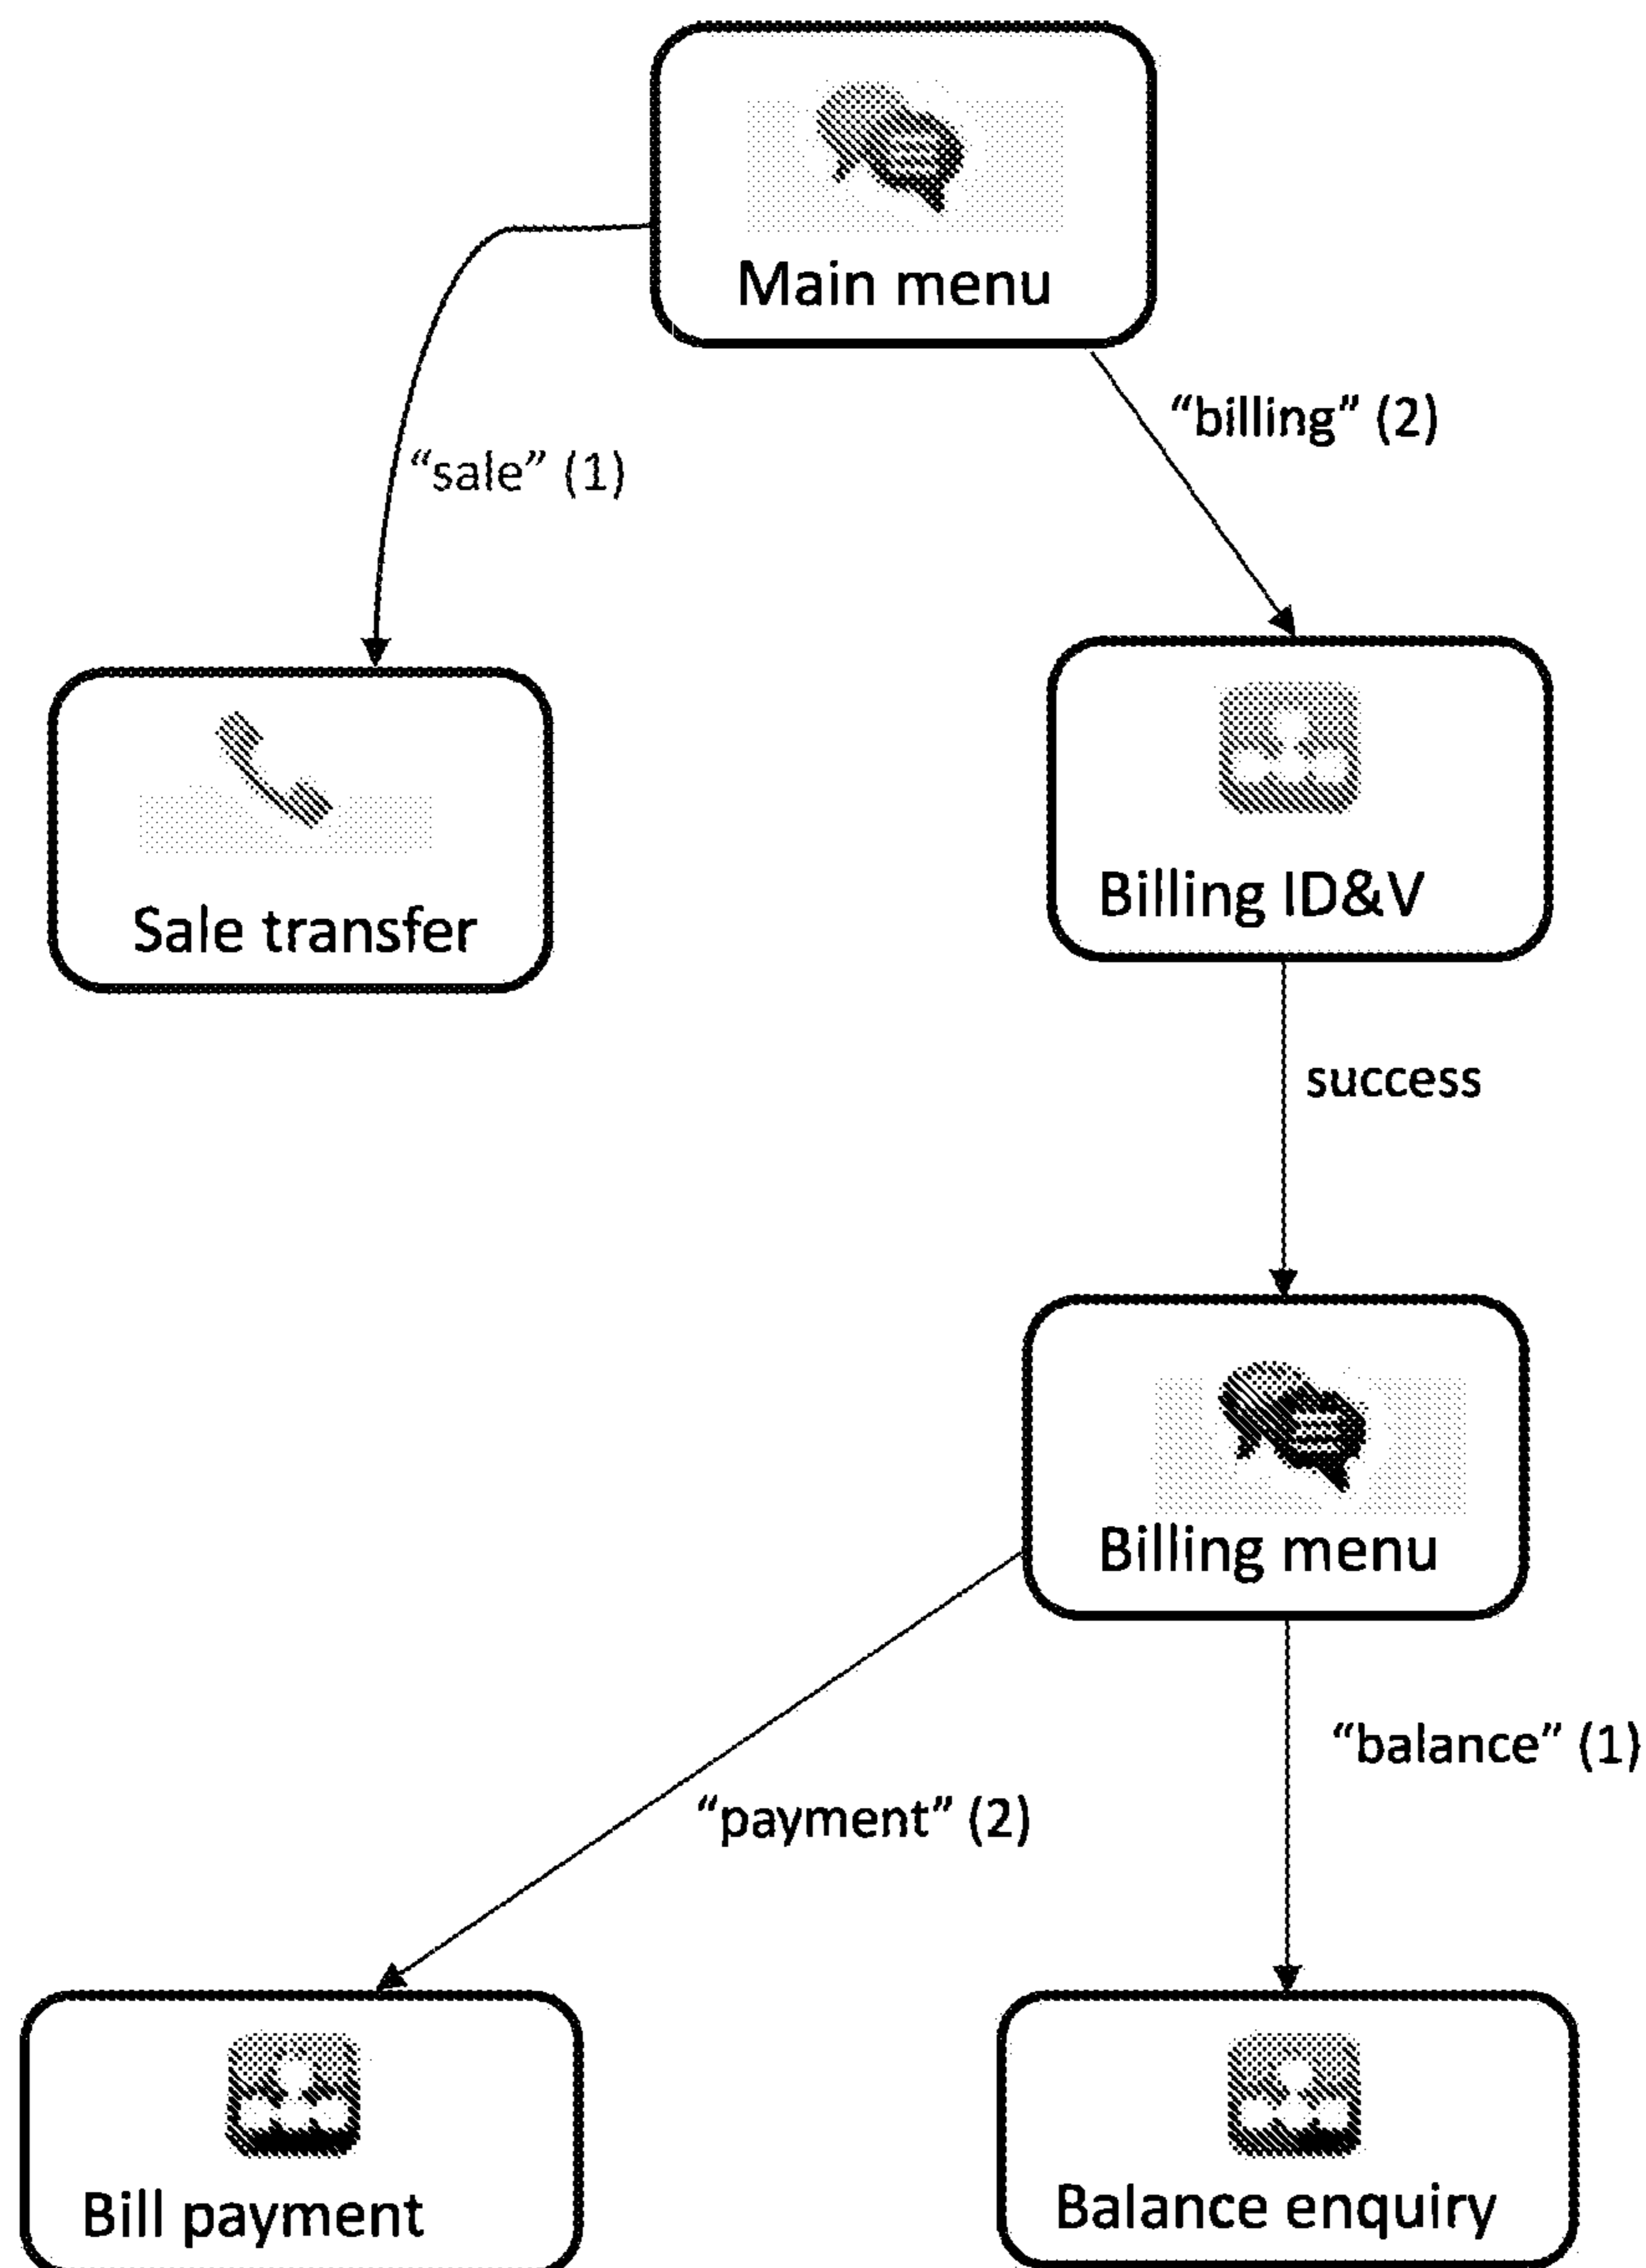 Main menu
“billing” (2)
“sale” (1)
Billing ID&V
Sale transfer
success
Billing menu
“balance” (1)
“payment” (2)
Bill payment
Balance enquiry